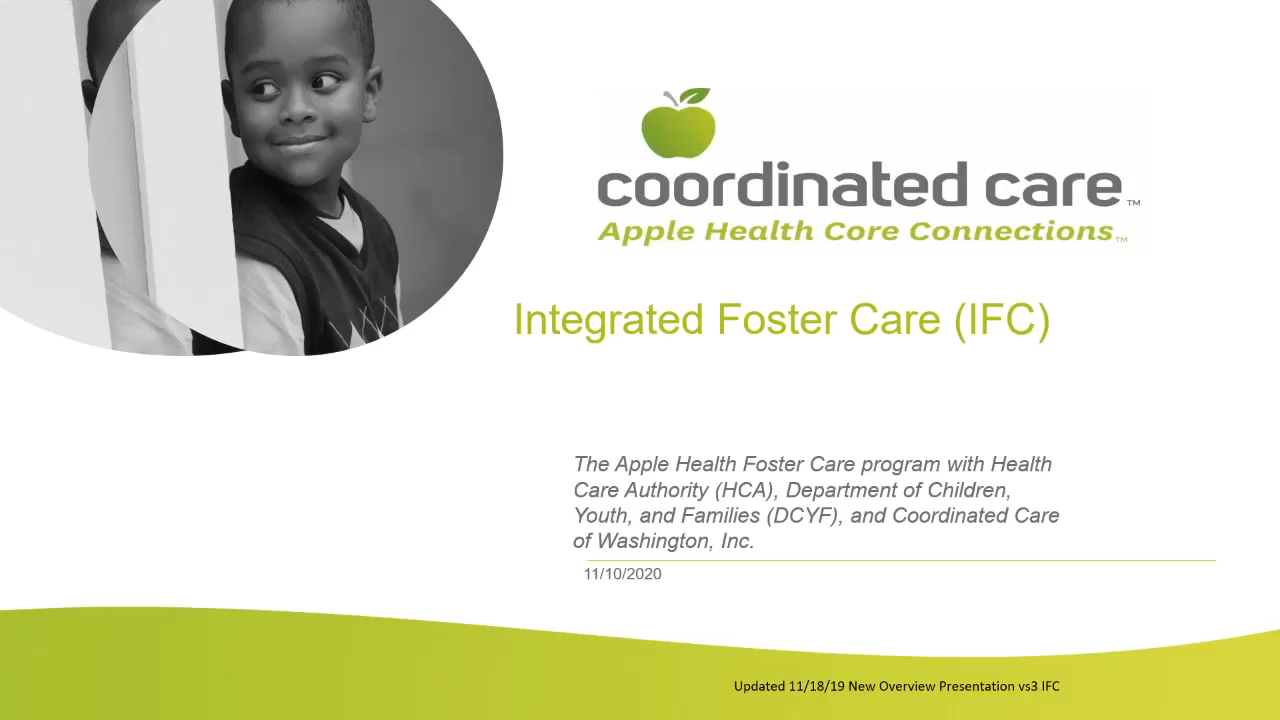 coordinated care™
Apple Health Core Connections™
Integrated Foster Care (IFC)
The Apple Health Foster Care program with Health
Care Authority (HCA), Department of Children,
Youth, and Families (DCYF), and Coordinated Care
of Washington, Inc.
11/10/2020
Updated 11/18/19 New Overview Presentation vs3 IFC